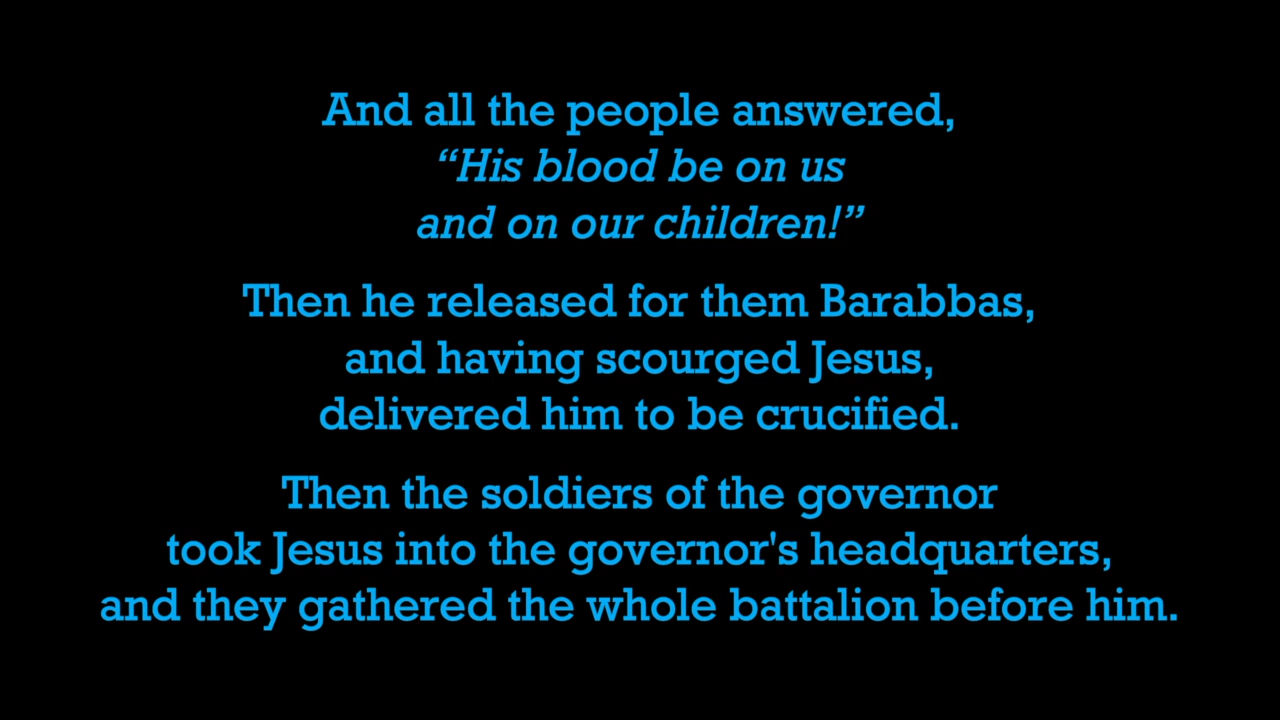 And all the people answered,
“His blood be on us
and on our children!”
Then he released for them Barabbas,
and having scourged Jesus,
delivered him to be crucified.
Then the soldiers of the governor
took Jesus into the governor's headquarters,
and they gathered the whole battalion before him.